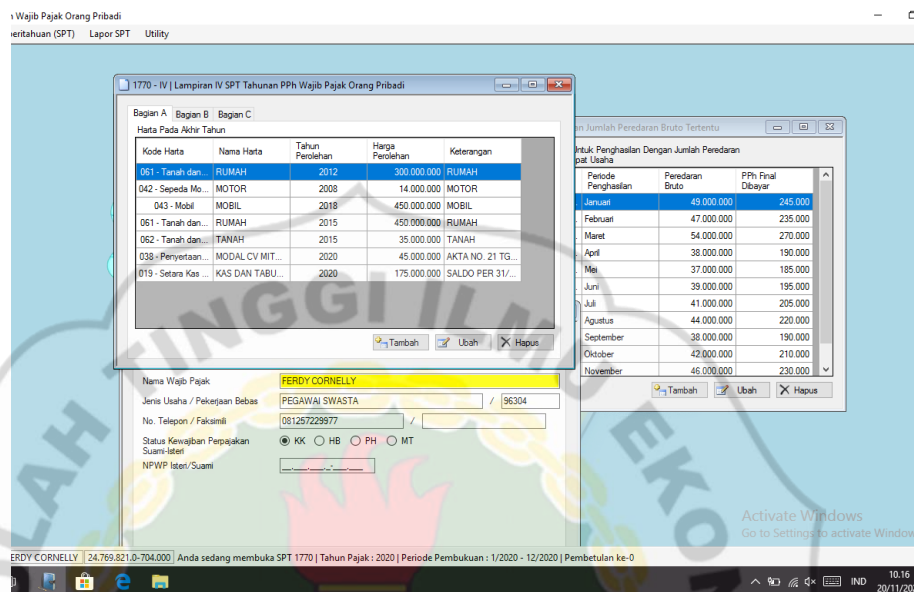 Wajib Pajak Orang Pribadi
eritahuan (SPT) Lapor SPT Utility
1770 - IV | Lampiran IV SPT Tahunan PPh Wajib Pajak Orang Pribadi
Bagian A Bagian B Bagian C
Harta Pada Akhir Tahun
Kode Harta Nama Harta Tahun Perolehan Harga Perolehan Keterangan
061 - Tanah dan... RUMAH 2012 300.000.000 RUMAH
042 - Sepeda Mo... MOTOR 2008 14.000.000 MOTOR
043 - Mobil MOBIL 2018 450.000.000 MOBIL
061 - Tanah dan... RUMAH 2015 450.000.000 RUMAH
062 - Tanah dan... TANAH 2015 35.000.000 TANAH
038 - Penyertaan... MODAL CV MIT... 2020 45.000.000 AKTA NO. 21 TG...
019 - Setara Kas ... KAS DAN TABU... 2020 175.000.000 SALDO PER 31/...
Tambah Ubah Hapus
an Jumlah Peredaran Bruto Tertentu
Untuk Penghasilan Dengan Jumlah Peredaran
pat Usaha
Periode Penghasilan Peredaran Bruto PPh Final Dibayar
Januari 49.000.000 245.000
Februari 47.000.000 235.000
Maret 54.000.000 270.000
April 38.000.000 190.000
Mei 37.000.000 185.000
Juni 39.000.000 195.000
Juli 41.000.000 205.000
Agustus 44.000.000 220.000
September 38.000.000 190.000
Oktober 42.000.000 210.000
November 46.000.000 230.000
Tambah Ubah Hapus
Nama Wajib Pajak FERDY CORNELLY
Jenis Usaha / Pekerjaan Bebas PEGAWAI SWASTA / 96304
No. Telepon / Faksimili 081257229977 /
Status Kewajiban Perpajakan Suami-Isteri KK HB PH MT
NPWP Isteri/Suami
LAH TINGGI ILMU EKO
Activate Windows
Go to Settings to activate Window
FERDY CORNELLY 24.769.821.0-704.000 Anda sedang membuka SPT 1770 | Tahun Pajak : 2020 | Periode Pembukuan : 1/2020 - 12/2020 | Pembetulan ke-0
IND 10.16
20/11/20